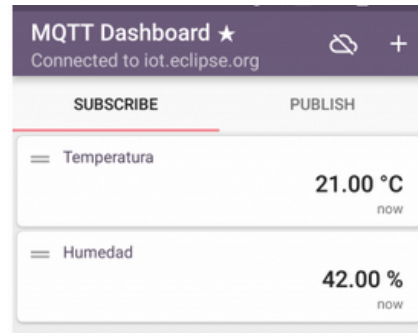 MQTT Dashboard ★
Connected to iot.eclipse.org
SUBSCRIBE PUBLISH
Temperatura
21.00 °C
now
Humedad
42.00 %
now